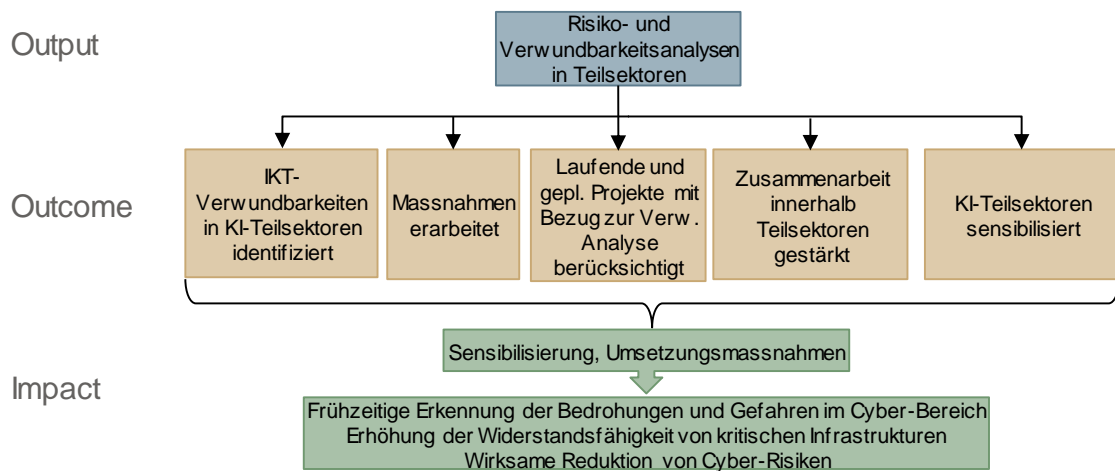 Output
Risiko- und
Verwundbarkeitsanalysen
in Teilsektoren
Outcome
IKT-
Verwundbarkeiten
in KI-Teilsektoren
identifiziert
Massnahmen
erarbeitet
Laufende und
gepl. Projekte mit
Bezug zur Verw.
Analyse
berücksichtigt
Zusammenarbeit
innerhalb
Teilsektoren
gestärkt
KI-Teilsektoren
sensibilisiert
Impact
Sensibilisierung, Umsetzungsmassnahmen
Frühzeitige Erkennung der Bedrohungen und Gefahren im Cyber-Bereich
Erhöhung der Widerstandsfähigkeit von kritischen Infrastrukturen
Wirksame Reduktion von Cyber-Risiken